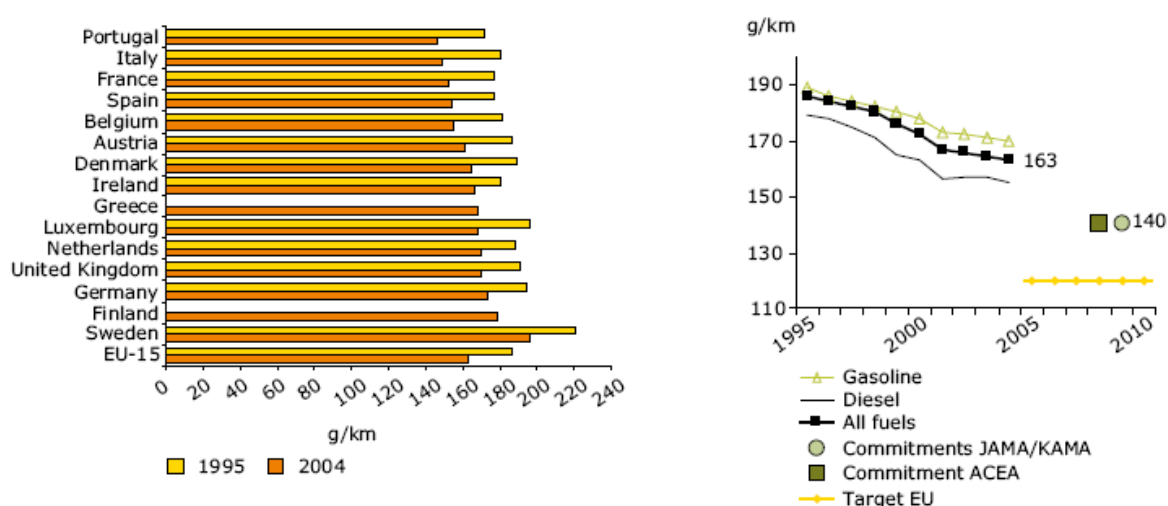 Portugal
Italy
France
Spain
Belgium
Austria
Denmark
Ireland
Greece
Luxembourg
Netherlands
United Kingdom
Germany
Finland
Sweden
EU-15
0 20 40 60 80 100 120 140 160 180 200 220 240
g/km
1995 2004
g/km
190
170
150
130
110
163
140
1995 2000 2005 2010
Gasoline
Diesel
All fuels
Commitments JAMA/KAMA
Commitment ACEA
Target EU